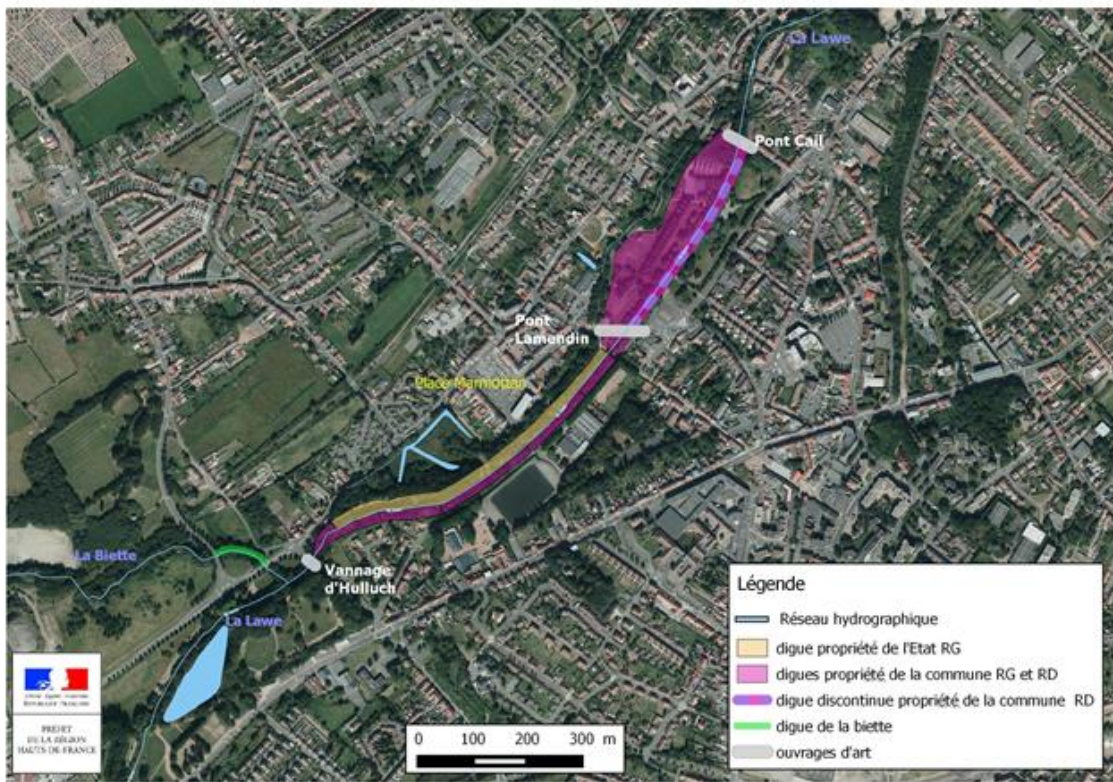 La Lawe
Pont Cail
Pont
Lamendin
Place Marmottan
La Biette
Vannage
d'Hulluch
La Lawe
Légende
Réseau hydrographique
digue propriété de l'Etat RG
digues propriété de la commune RG et RD
digue discontinue propriété de la commune RD
digue de la biette
ouvrages d'art
PRÉFET
DE LA RÉGION
HAUTS-DE-FRANCE
0 100 200 300 m